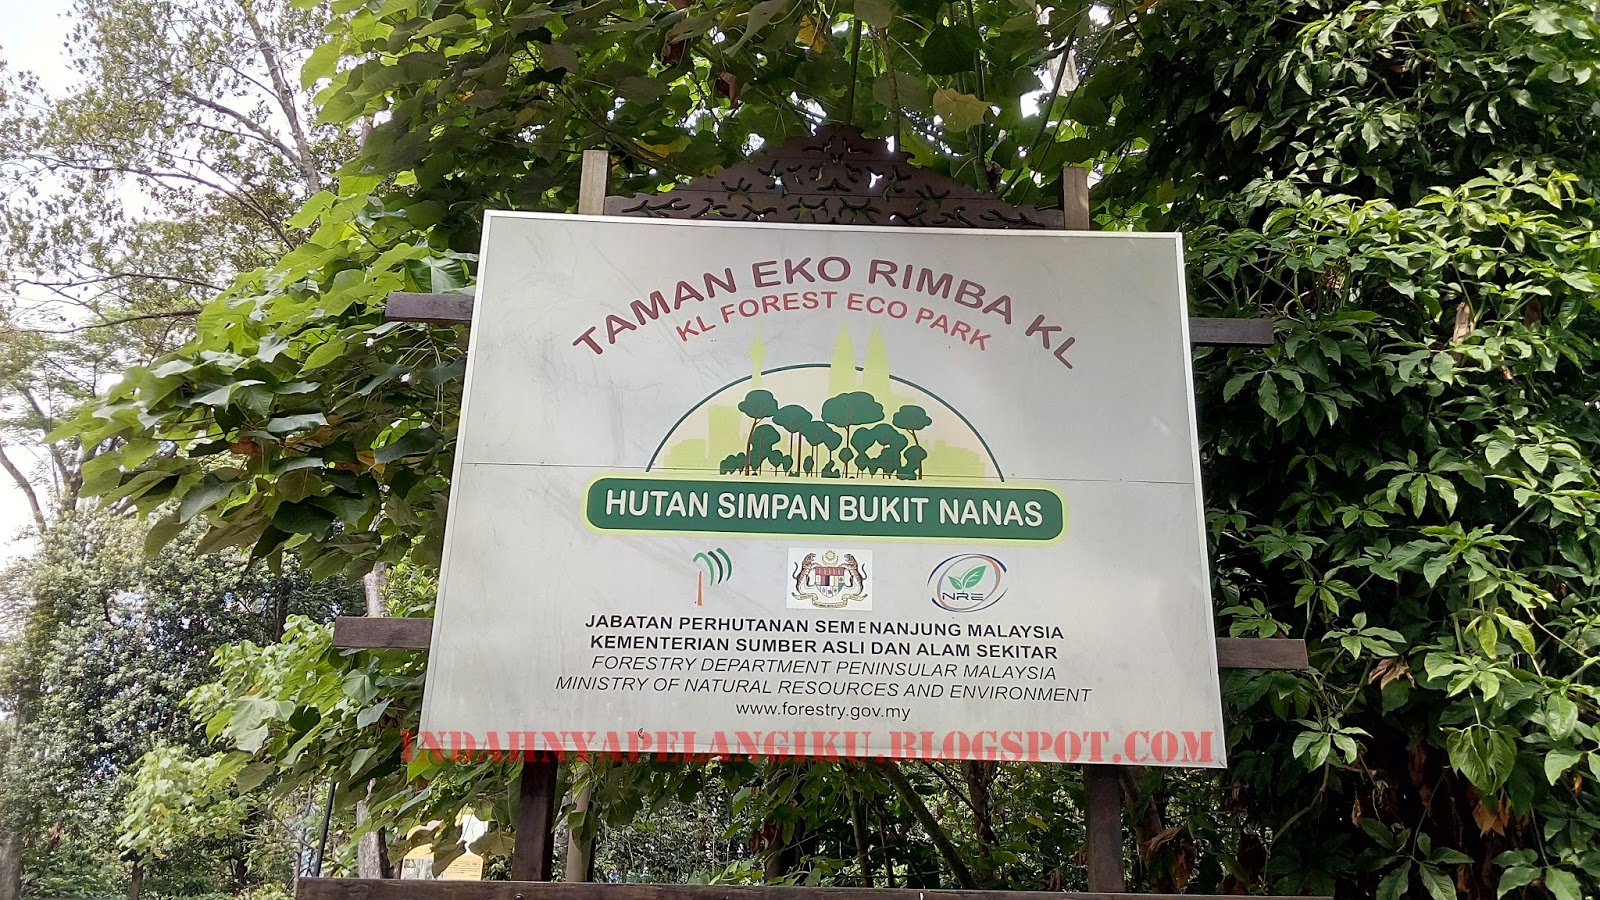 TAMAN EKO RIMBA KL
KL FOREST ECO PARK
HUTAN SIMPAN BUKIT NANAS
NRE
JABATAN PERHUTANAN SEMENANJUNG MALAYSIA
KEMENTERIAN SUMBER ASLI DAN ALAM SEKITAR
FORESTRY DEPARTMENT PENINSULAR MALAYSIA
MINISTRY OF NATURAL RESOURCES AND ENVIRONMENT
www.forestry.gov.my
INDAHNYAPELANGIKU.BLOGSPOT.COM